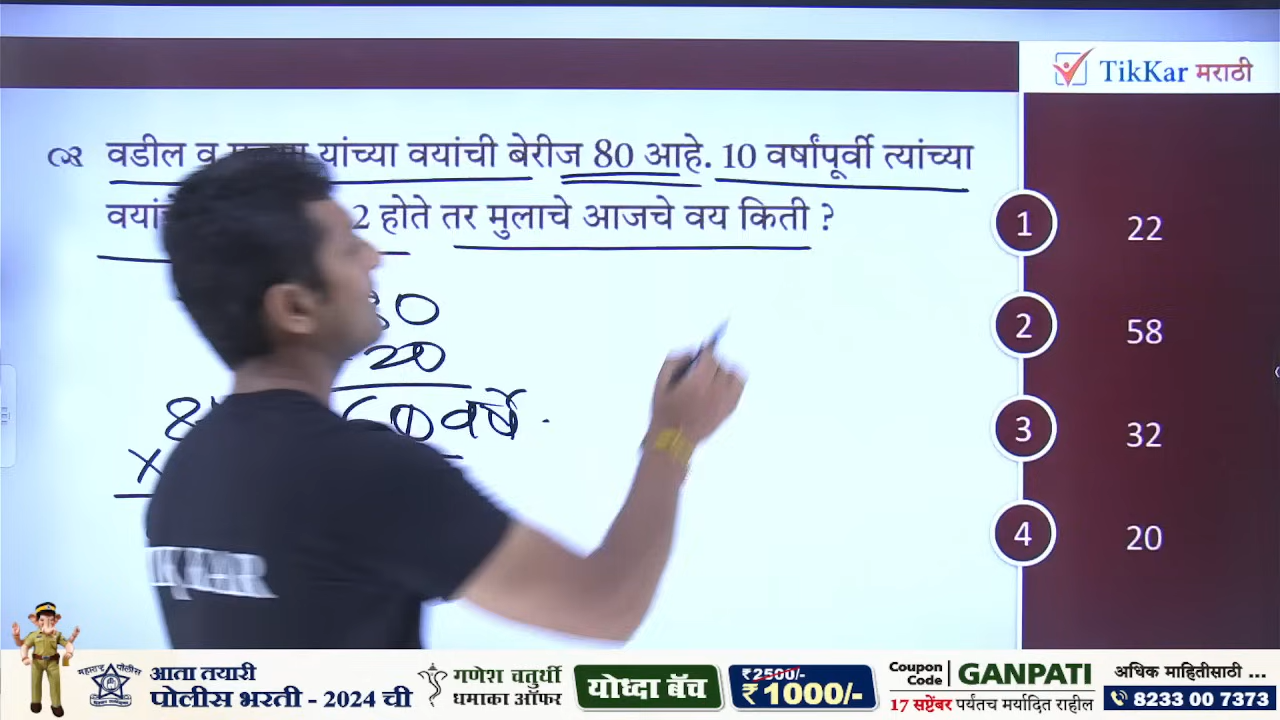 TikKar मराठी
वडील व यांच्या वयांची बेरीज 80 आहे. 10 वर्षांपूर्वी त्यांच्या
2 होते तर मुलाचे आजचे वय किती ?
1 22
2 58
3 32
4 20
80
20
60 वर्षे
×
आता तयारी
पोलीस भरती - 2024 ची
गणेश चतुर्थी
धमाका ऑफर
योध्दा बॅच
₹2500/-
₹1000/-
Coupon Code GANPATI
17 सप्टेंबर पर्यंतच मर्यादित राहील
अधिक माहितीसाठी ...
8233 00 7373
महाराष्ट्र पोलीस